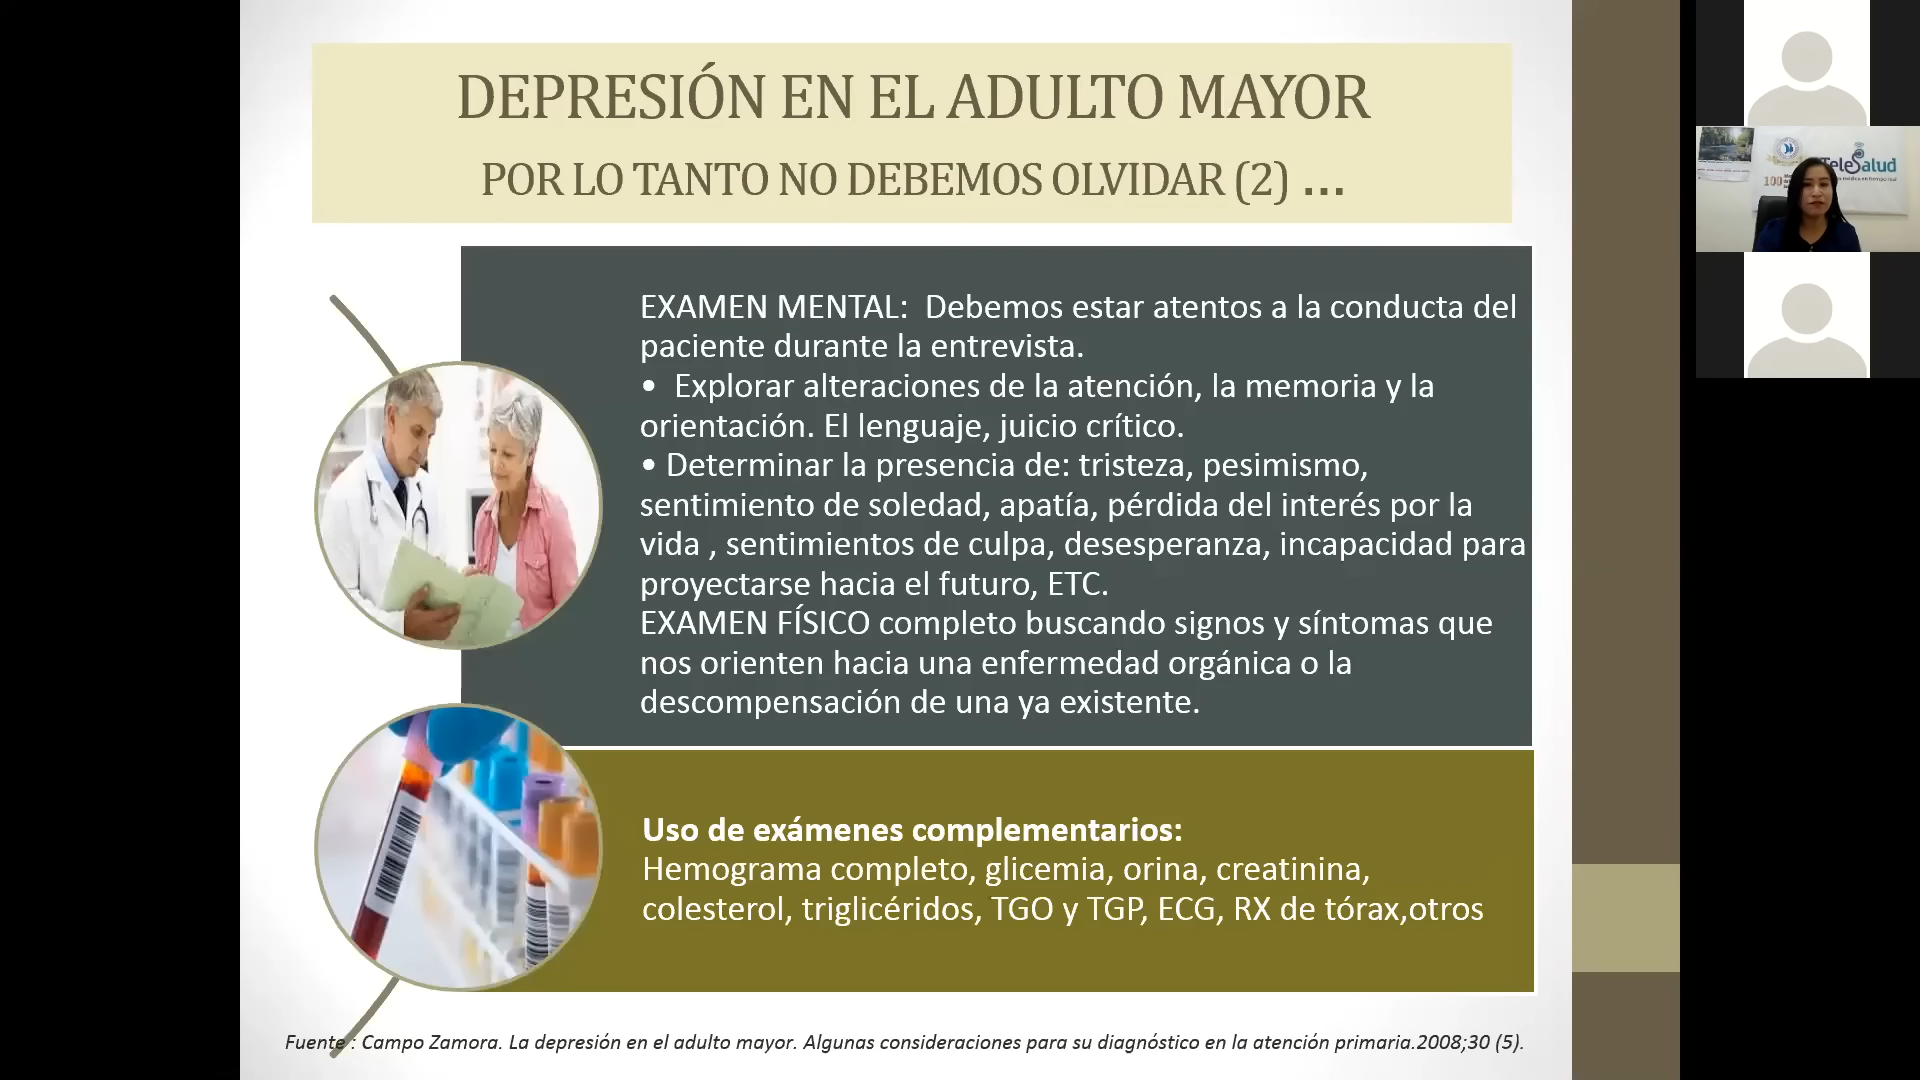 DEPRESIÓN EN EL ADULTO MAYOR
POR LO TANTO NO DEBEMOS OLVIDAR (2) ...
EXAMEN MENTAL:  Debemos estar atentos a la conducta del
paciente durante la entrevista.
•  Explorar alteraciones de la atención, la memoria y la
orientación. El lenguaje, juicio crítico.
• Determinar la presencia de: tristeza, pesimismo,
sentimiento de soledad, apatía, pérdida del interés por la
vida , sentimientos de culpa, desesperanza, incapacidad para
proyectarse hacia el futuro, ETC.
EXAMEN FÍSICO completo buscando signos y síntomas que
nos orienten hacia una enfermedad orgánica o la
descompensación de una ya existente.
Uso de exámenes complementarios:
Hemograma completo, glicemia, orina, creatinina,
colesterol, triglicéridos, TGO y TGP, ECG, RX de tórax,otros
Fuente : Campo Zamora. La depresión en el adulto mayor. Algunas consideraciones para su diagnóstico en la atención primaria.2008;30 (5).
TeleSalud
100